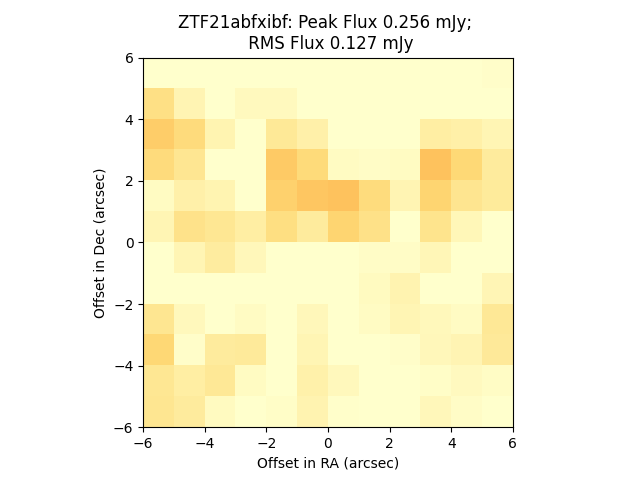 ZTF21abfxibf: Peak Flux 0.256 mJy;
RMS Flux 0.127 mJy
6
4
2
0
−2
−4
−6
Offset in Dec (arcsec)
−6 −4 −2 0 2 4 6
Offset in RA (arcsec)